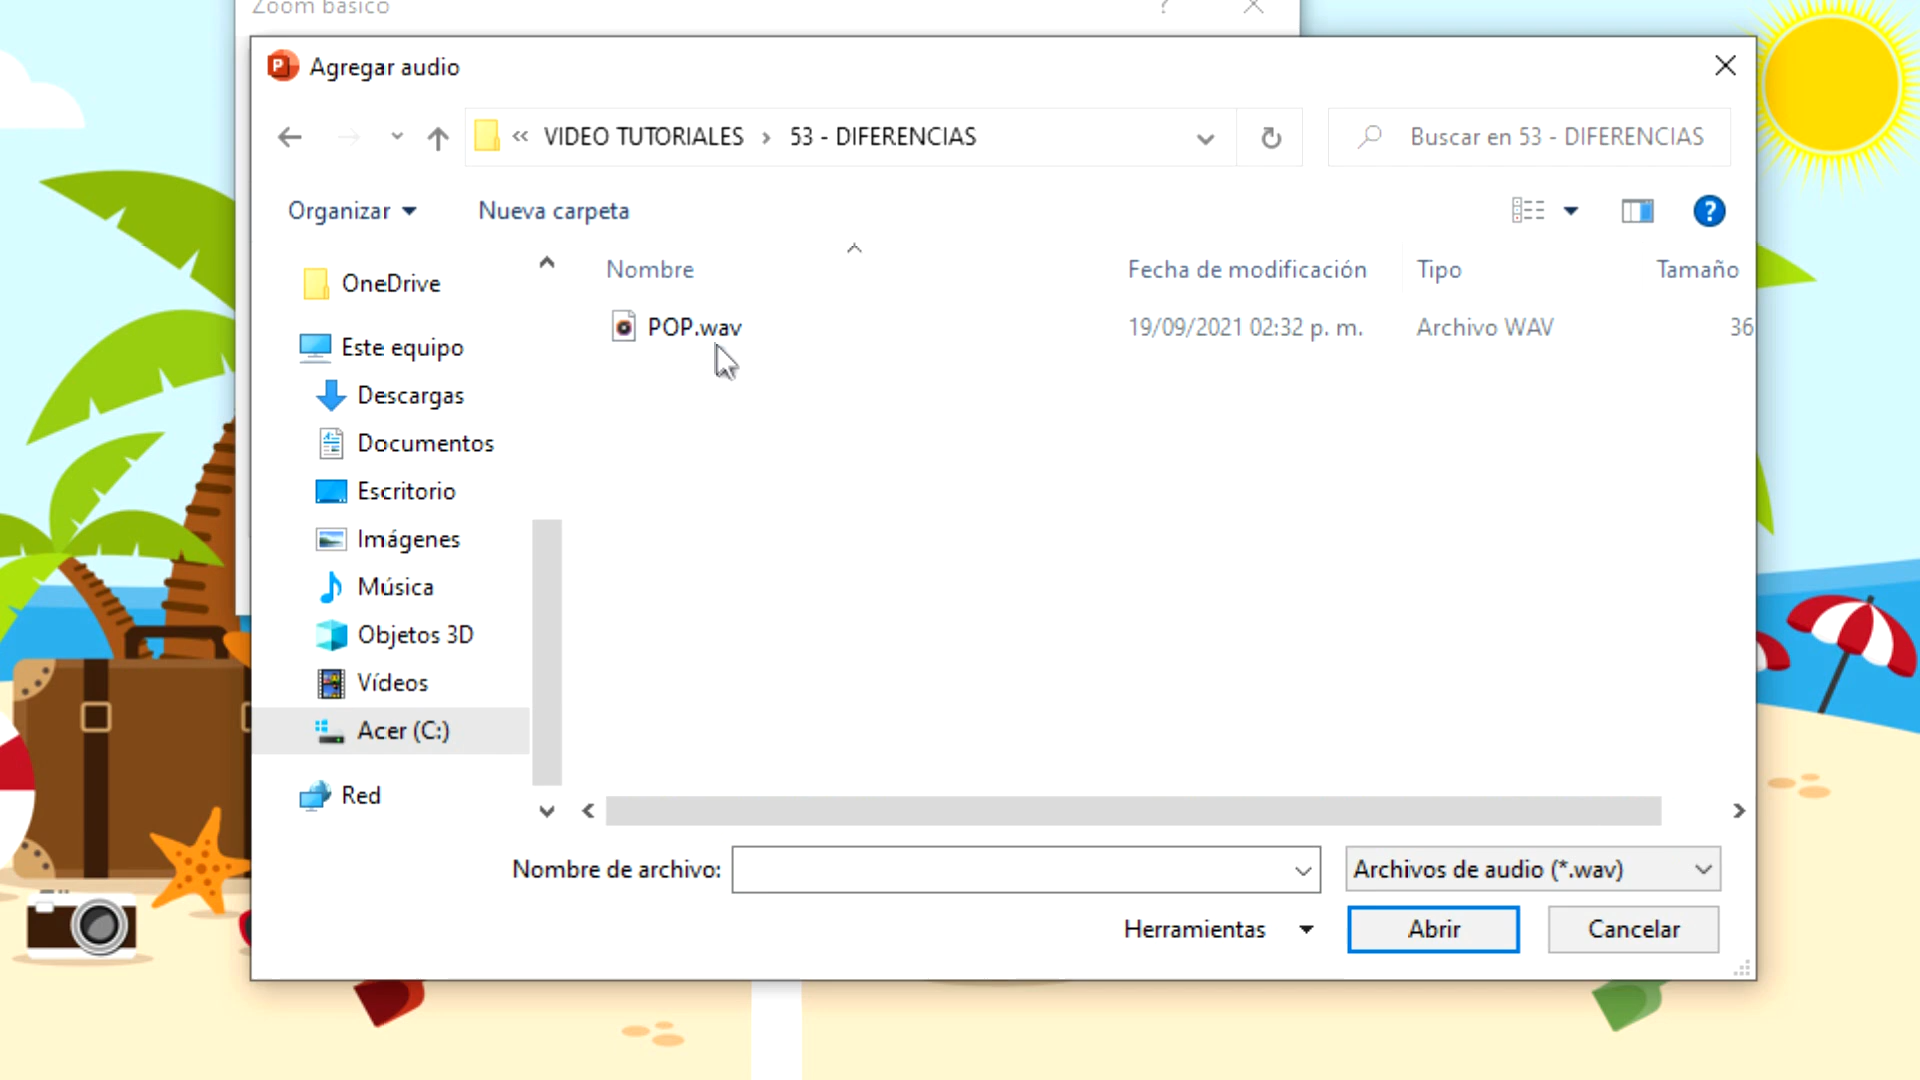 Zoom básico
?
Agregar audio
« VIDEO TUTORIALES › 53 - DIFERENCIAS
Buscar en 53 - DIFERENCIAS
Organizar
Nueva carpeta
?
Nombre
Fecha de modificación
Tipo
Tamaño
POP.wav
19/09/2021 02:32 p. m.
Archivo WAV
36
OneDrive
Este equipo
Descargas
Documentos
Escritorio
Imágenes
Música
Objetos 3D
Vídeos
Acer (C:)
Red
Nombre de archivo:
Archivos de audio (*.wav)
Herramientas
Abrir
Cancelar